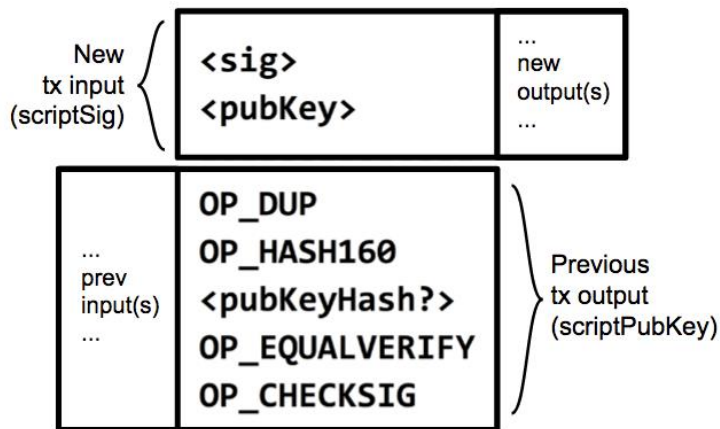 New
tx input
(scriptSig)
<sig>
<pubKey>
...
new
output(s)
...
...
prev
input(s)
...
OP_DUP
OP_HASH160
<pubKeyHash?>
OP_EQUALVERIFY
OP_CHECKSIG
Previous
tx output
(scriptPubKey)